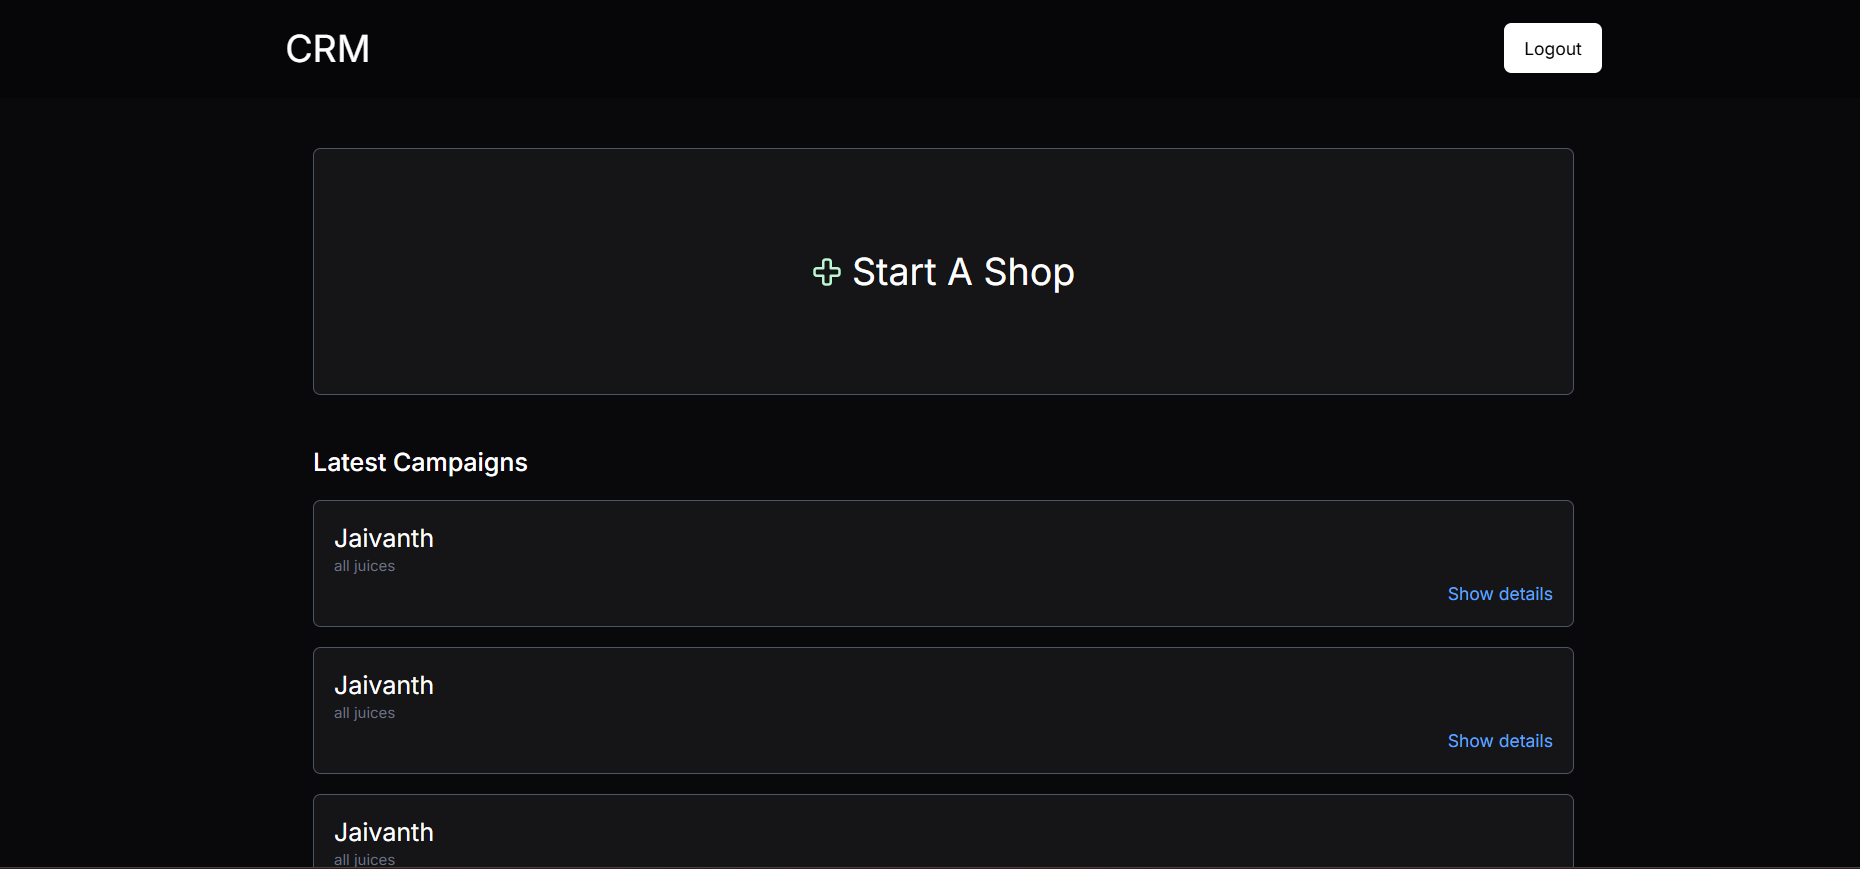 CRM
Logout
Start A Shop
Latest Campaigns
Jaivanth
all juices
Show details
Jaivanth
all juices
Show details
Jaivanth
all juices